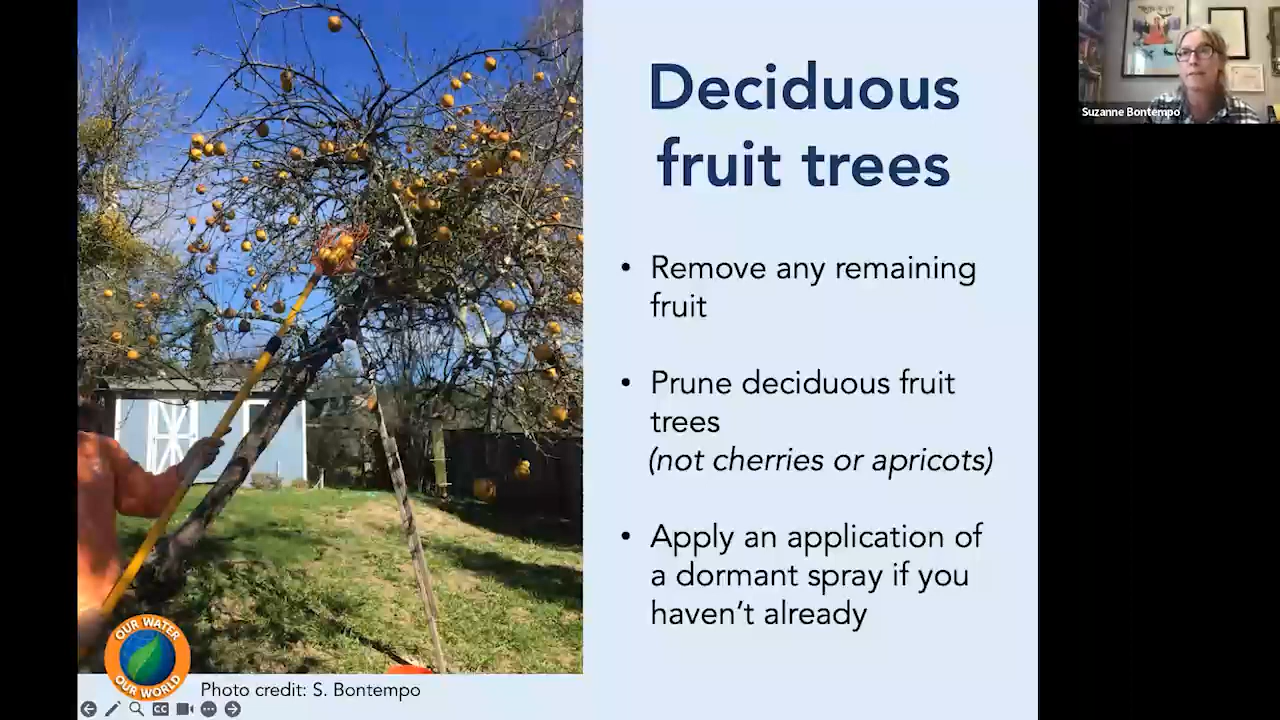 Deciduous
fruit trees
• Remove any remaining
fruit
• Prune deciduous fruit
trees
(not cherries or apricots)
• Apply an application of
a dormant spray if you
haven't already
OUR WATER
OUR WORLD
Photo credit: S. Bontempo
CC
Suzanne Bontempo